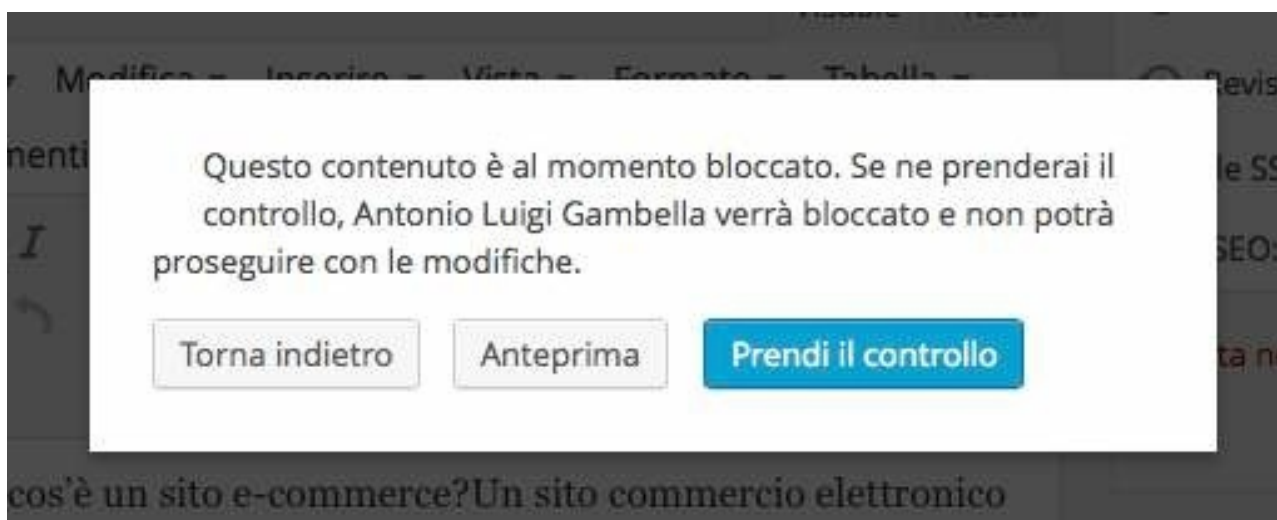 Modifica Inserire Vista Formato Tabella
Questo contenuto è al momento bloccato. Se ne prenderai il
controllo, Antonio Luigi Gambella verrà bloccato e non potrà
proseguire con le modifiche.
I
SEO:
Torna indietro Anteprima Prendi il controllo
cos'è un sito e-commerce?Un sito commercio elettronico